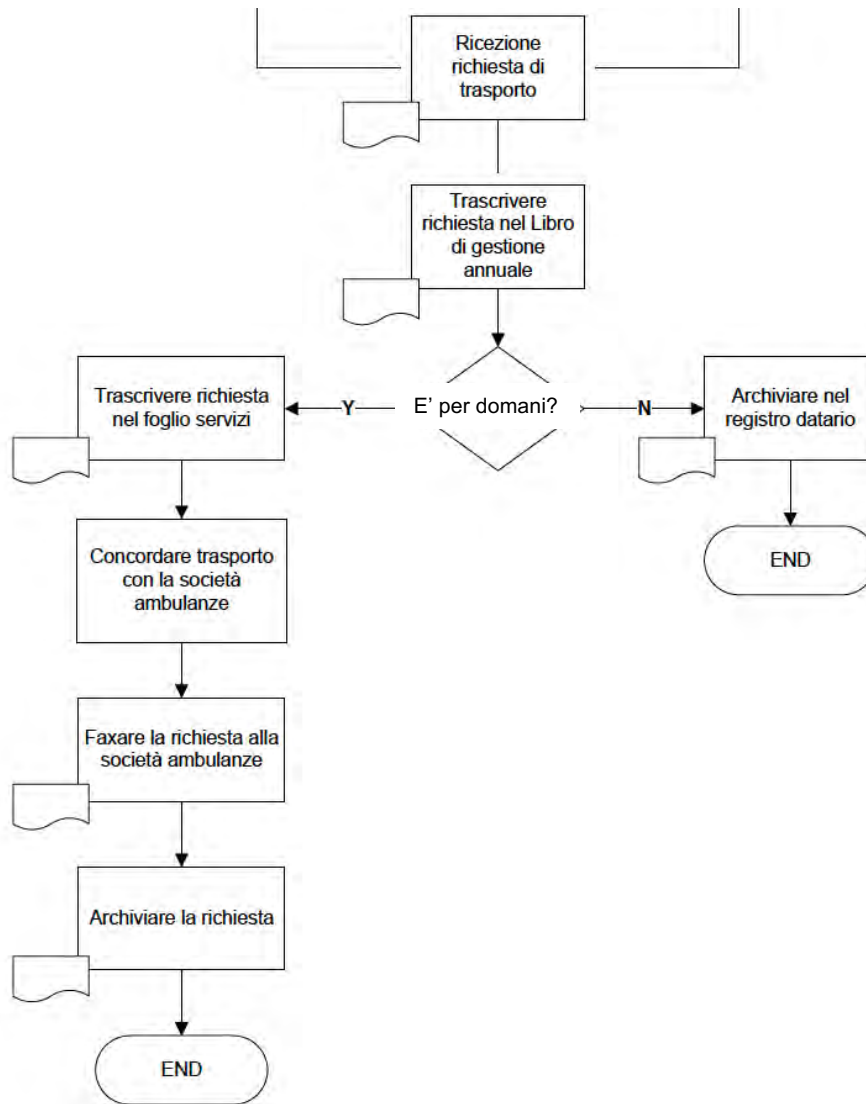 Ricezione
richiesta di
trasporto
Trascrivere
richiesta nel Libro
di gestione
annuale
E' per domani?
Y
N
Trascrivere richiesta
nel foglio servizi
Archiviare nel
registro datario
Concordare trasporto
con la società
ambulanze
END
Faxare la richiesta alla
società ambulanze
Archiviare la richiesta
END